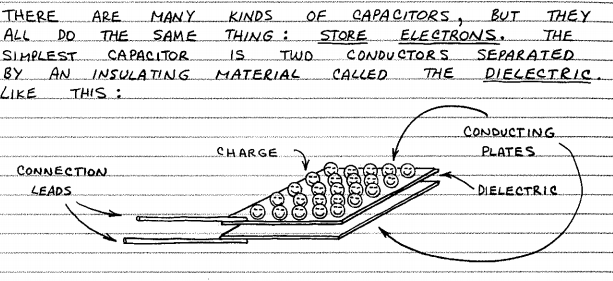 THERE ARE MANY KINDS OF CAPACITORS, BUT THEY
ALL DO THE SAME THING: STORE ELECTRONS. THE
SIMPLEST CAPACITOR IS TWO CONDUCTORS SEPARATED
BY AN INSULATING MATERIAL CALLED THE DIELECTRIC.
LIKE THIS:
CONDUCTING
PLATES
CHARGE
CONNECTION
LEADS
DIELECTRIC